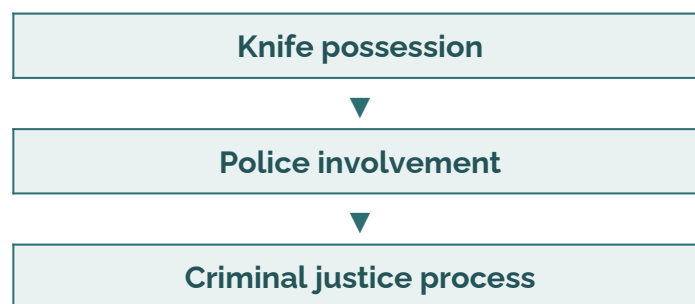 Knife possession
Police involvement
Criminal justice process